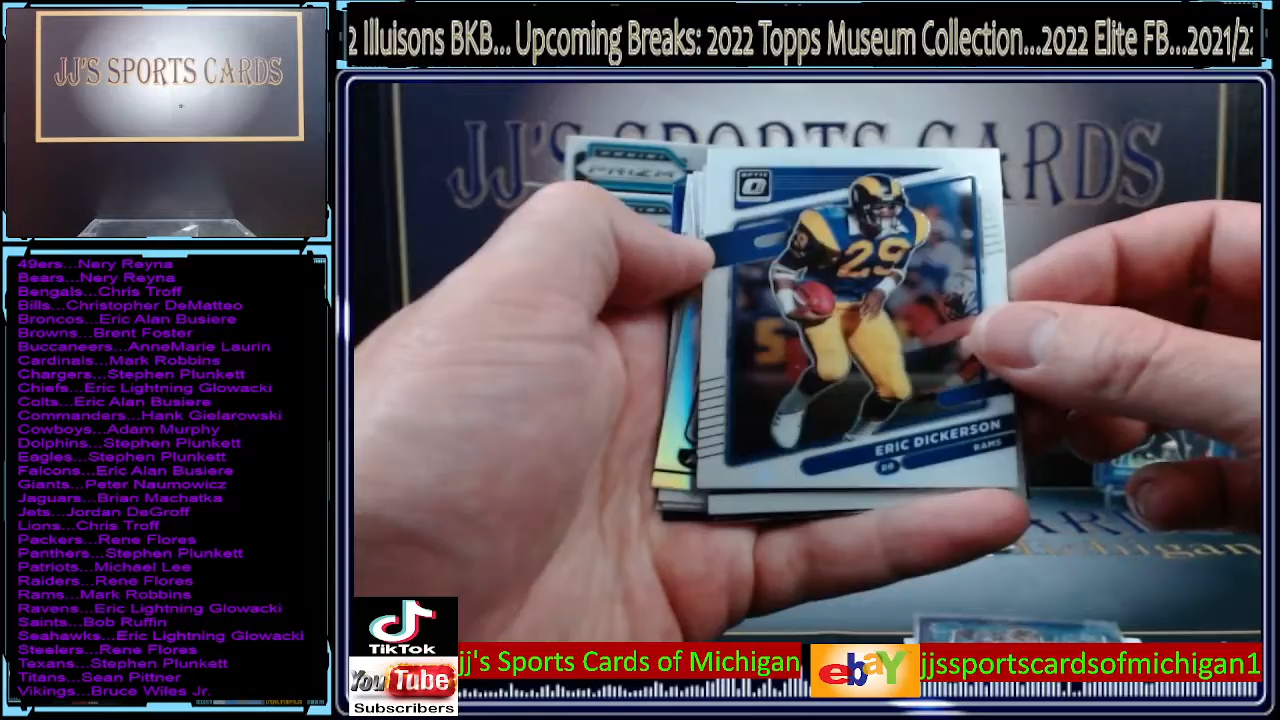 JJ'S SPORTS CARDS
2 Illuisons BKB... Upcoming Breaks: 2022 Topps Museum Collection...2022 Elite FB...2021/2
49ers...Nery Reyna
Bears...Nery Reyna
Bengals...Chris Troff
Bills...Christopher DeMatteo
Broncos...Eric Alan Busiere
Browns...Brent Foster
Buccaneers...AnneMarie Laurin
Cardinals...Mark Robbins
Chargers...Stephen Plunkett
Chiefs...Eric Lightning Glowacki
Colts...Eric Alan Busiere
Commanders...Hank Gielarowski
Cowboys...Adam Murphy
Dolphins...Stephen Plunkett
Eagles...Stephen Plunkett
Falcons...Eric Alan Busiere
Giants...Peter Naumowicz
Jaguars...Brian Machatka
Jets...Jordan DeGroff
Lions...Chris Troff
Packers...Rene Flores
Panthers...Stephen Plunkett
Patriots...Michael Lee
Raiders...Rene Flores
Rams...Mark Robbins
Ravens...Eric Lightning Glowacki
Saints...Bob Ruffin
Seahawks...Eric Lightning Glowacki
Steelers...Rene Flores
Texans...Stephen Plunkett
Titans...Sean Pittner
Vikings...Bruce Wiles Jr.
JJ'S SPORTS CARDS
PANINI
PRIZM
OPTIC
29
ERIC DICKERSON
RB
RAMS
Michigan
TikTok
YouTube
Subscribers
jj's Sports Cards of Michigan
ebay
jjssportscardsofmichigan1